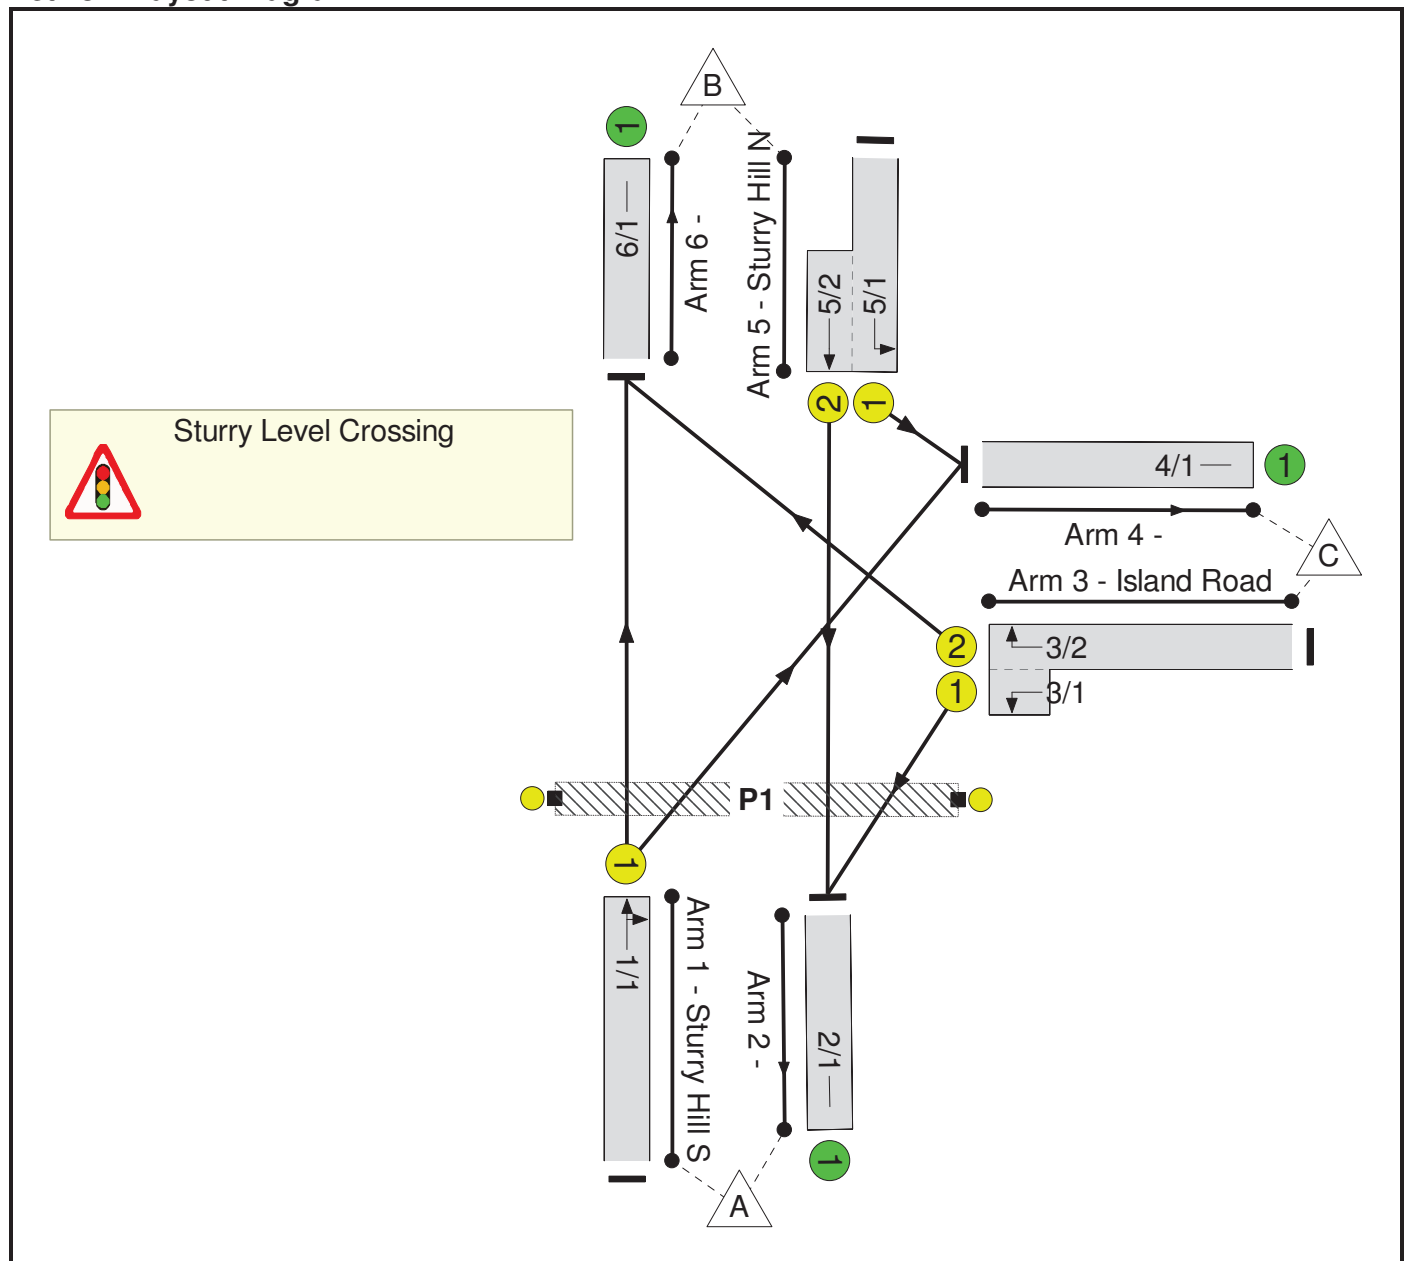 B
1
6/1
Arm 6 -
Arm 5 - Sturry Hill N
5/2
5/1
2
1
Sturry Level Crossing
4/1
1
Arm 4 -
C
Arm 3 - Island Road
2
3/2
1
3/1
P1
1
1/1
Arm 1 - Sturry Hill S
Arm 2 -
2/1
1
A